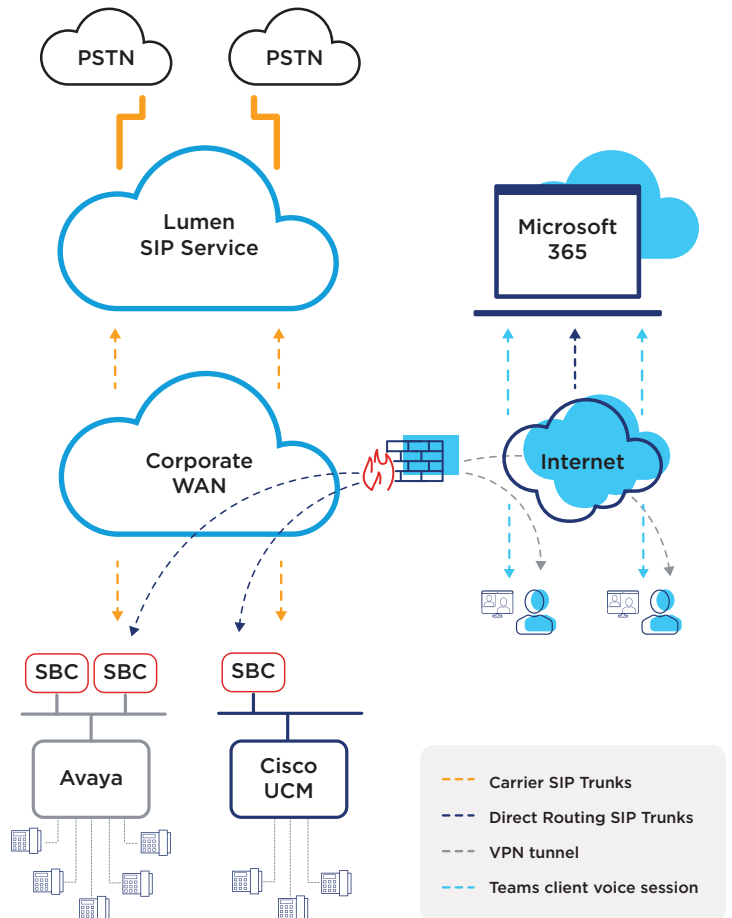 PSTN
PSTN
Lumen
SIP Service
Microsoft
365
Corporate
WAN
Internet
SBC
SBC
SBC
Avaya
Cisco
UCM
Carrier SIP Trunks
Direct Routing SIP Trunks
VPN tunnel
Teams client voice session